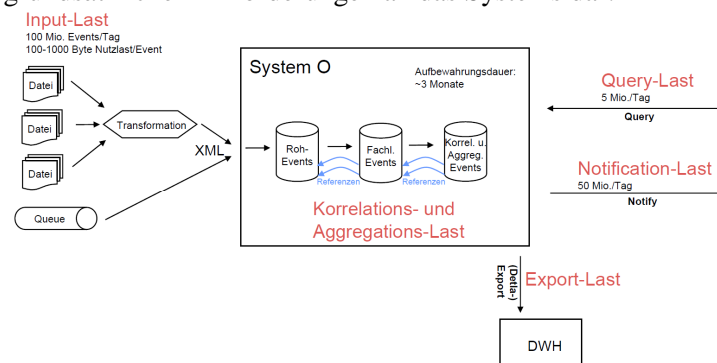 Input-Last
100 Mio. Events/Tag
100-1000 Byte Nutzlast/Event
Datei
Datei
Datei
Transformation
XML
Queue
System O
Aufbewahrungsdauer:
~3 Monate
Roh-
Events
Fachl.
Events
Korrel. u.
Aggreg.
Events
Referenzen
Referenzen
Korrelations- und
Aggregations-Last
Query-Last
5 Mio./Tag
Query
Notification-Last
50 Mio./Tag
Notify
(Detla-)
Export
Export-Last
DWH